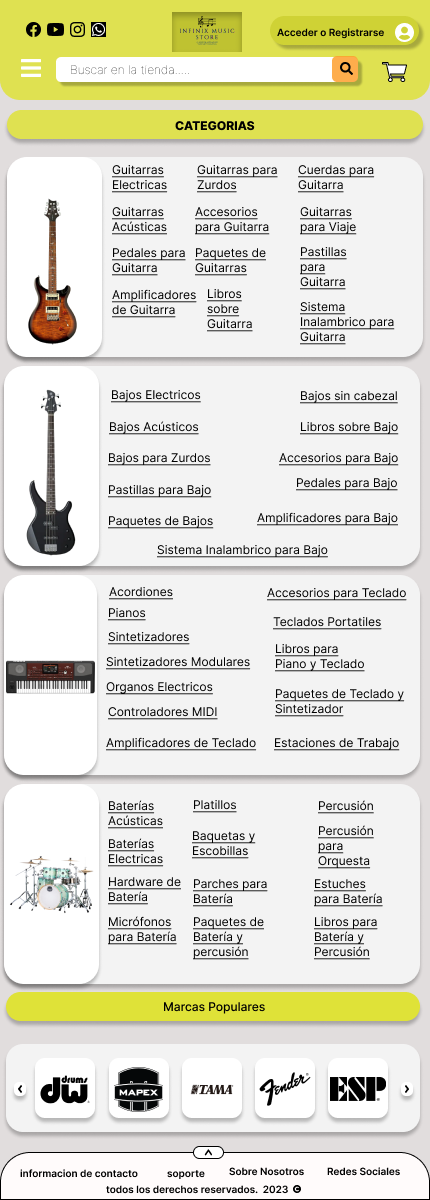 INFINIX MUSIC
STORE
Acceder o Registrarse
Buscar en la tienda.....
CATEGORIAS
Guitarras
Electricas
Guitarras para
Zurdos
Cuerdas para
Guitarra
Guitarras
Acústicas
Accesorios
para Guitarra
Guitarras
para Viaje
Pedales para
Guitarra
Paquetes de
Guitarras
Pastillas
para
Guitarra
Amplificadores
de Guitarra
Libros
sobre
Guitarra
Sistema
Inalambrico para
Guitarra
Bajos Electricos
Bajos sin cabezal
Bajos Acústicos
Libros sobre Bajo
Bajos para Zurdos
Accesorios para Bajo
Pastillas para Bajo
Pedales para Bajo
Paquetes de Bajos
Amplificadores para Bajo
Sistema Inalambrico para Bajo
Acordiones
Accesorios para Teclado
Pianos
Teclados Portatiles
Sintetizadores
Libros para
Piano y Teclado
Sintetizadores Modulares
Organos Electricos
Paquetes de Teclado y
Sintetizador
Controladores MIDI
Amplificadores de Teclado
Estaciones de Trabajo
Baterías
Acústicas
Platillos
Percusión
Baterías
Electricas
Baquetas y
Escobillas
Percusión
para
Orquesta
Hardware de
Batería
Parches para
Batería
Estuches
para Batería
Micrófonos
para Batería
Paquetes de
Batería y
percusión
Libros para
Batería y
Percusión
Marcas Populares
drums
dw
MAPEX
TAMA
Fender
ESP
informacion de contacto
soporte
Sobre Nosotros
Redes Sociales
todos los derechos reservados. 2023 ©